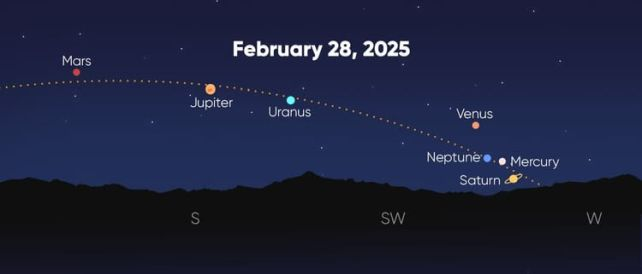 February 28, 2025
Mars
Jupiter
Uranus
Venus
Neptune
Mercury
Saturn
S
SW
W